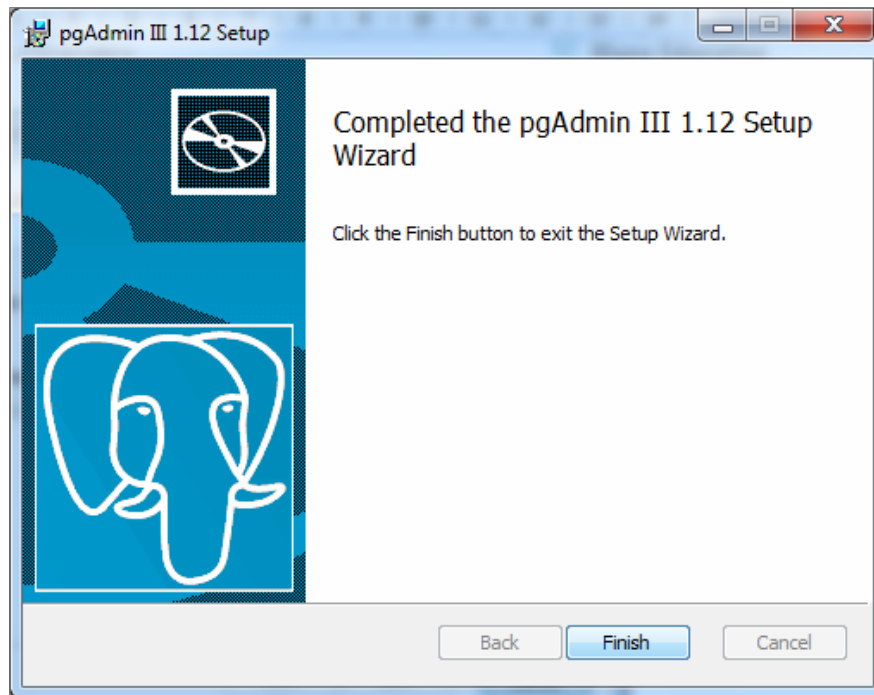 pgAdmin III 1.12 Setup
Completed the pgAdmin III 1.12 Setup
Wizard
Click the Finish button to exit the Setup Wizard.
Back Finish Cancel